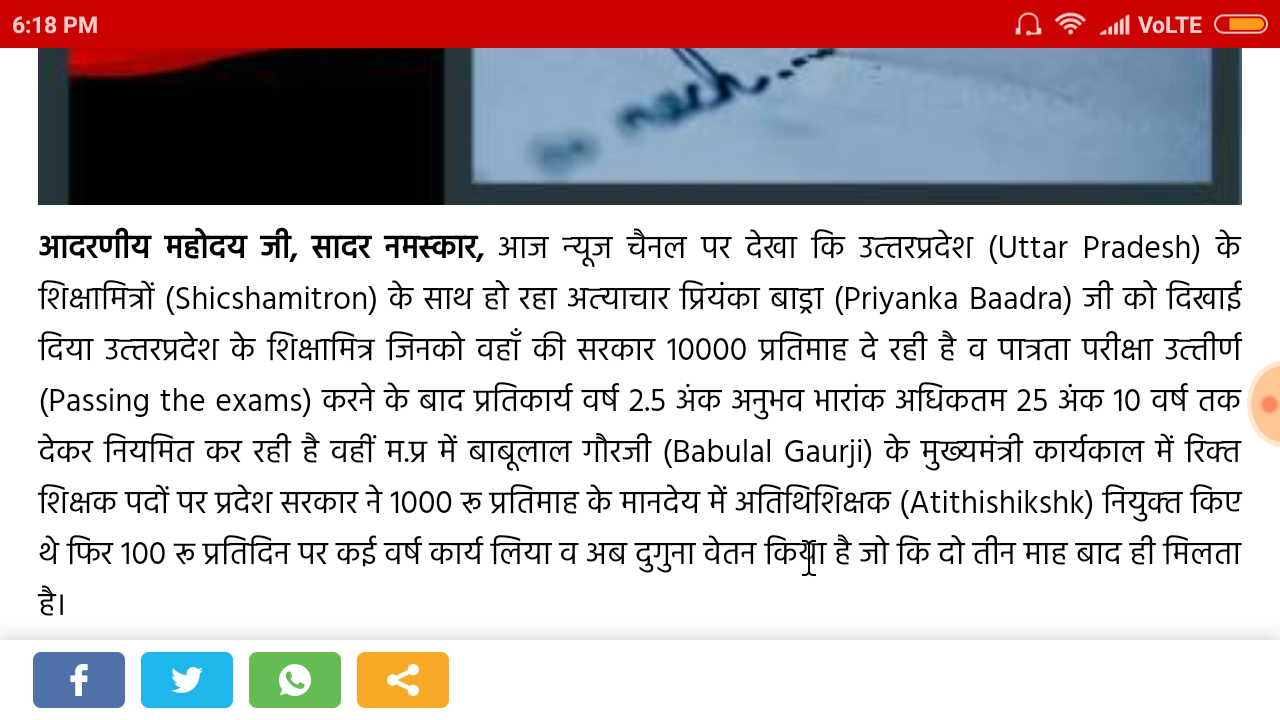 6:18 PM VoLTE
आदरणीय महोदय जी, सादर नमस्कार, आज न्यूज चैनल पर देखा कि उत्तरप्रदेश (Uttar Pradesh) के
शिक्षामित्रों (Shicshamitron) के साथ हो रहा अत्याचार प्रियंका बाड्रा (Priyanka Baadra) जी को दिखाई
दिया उत्तरप्रदेश के शिक्षामित्र जिनको वहाँ की सरकार 10000 प्रतिमाह दे रही है व पात्रता परीक्षा उत्तीर्ण
(Passing the exams) करने के बाद प्रतिकार्य वर्ष 2.5 अंक अनुभव भारांक अधिकतम 25 अंक 10 वर्ष तक
देकर नियमित कर रही है वहीं म.प्र में बाबूलाल गौरजी (Babulal Gaurji) के मुख्यमंत्री कार्यकाल में रिक्त
शिक्षक पदों पर प्रदेश सरकार ने 1000 रू प्रतिमाह के मानदेय में अतिथिशिक्षक (Atithishikshk) नियुक्त किए
थे फिर 100 रू प्रतिदिन पर कई वर्ष कार्य लिया व अब दुगुना वेतन किया है जो कि दो तीन माह बाद ही मिलता
है।